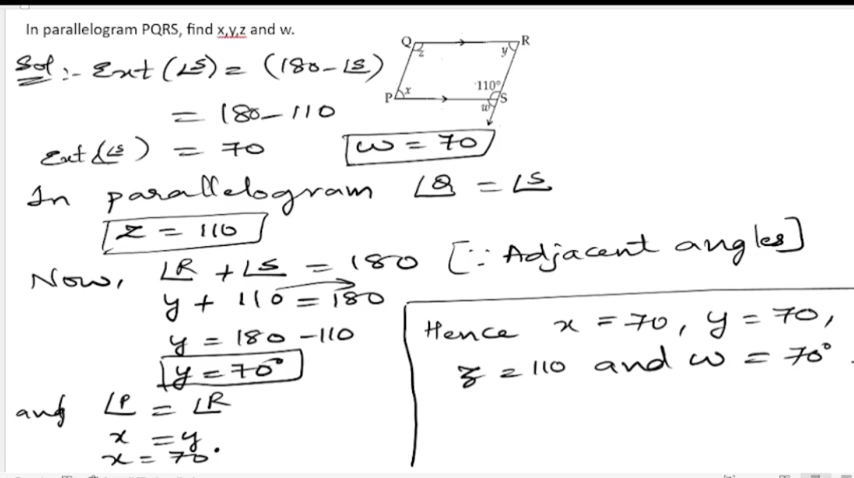 In parallelogram PQRS, find x,y,z and w.
Sol :- Ext (∠S) = (180-∠S)
= 180-110
Ext (∠S) = 70
w = 70
Q
R
z
y
P
x
110°
S
w
In parallelogram ∠Q = ∠S
z = 110
Now, ∠R + ∠S = 180 [∵ Adjacent angles]
y + 110 = 180
y = 180 -110
y = 70°
and ∠P = ∠R
x = y
x = 70°
Hence x = 70, y = 70,
z = 110 and w = 70°